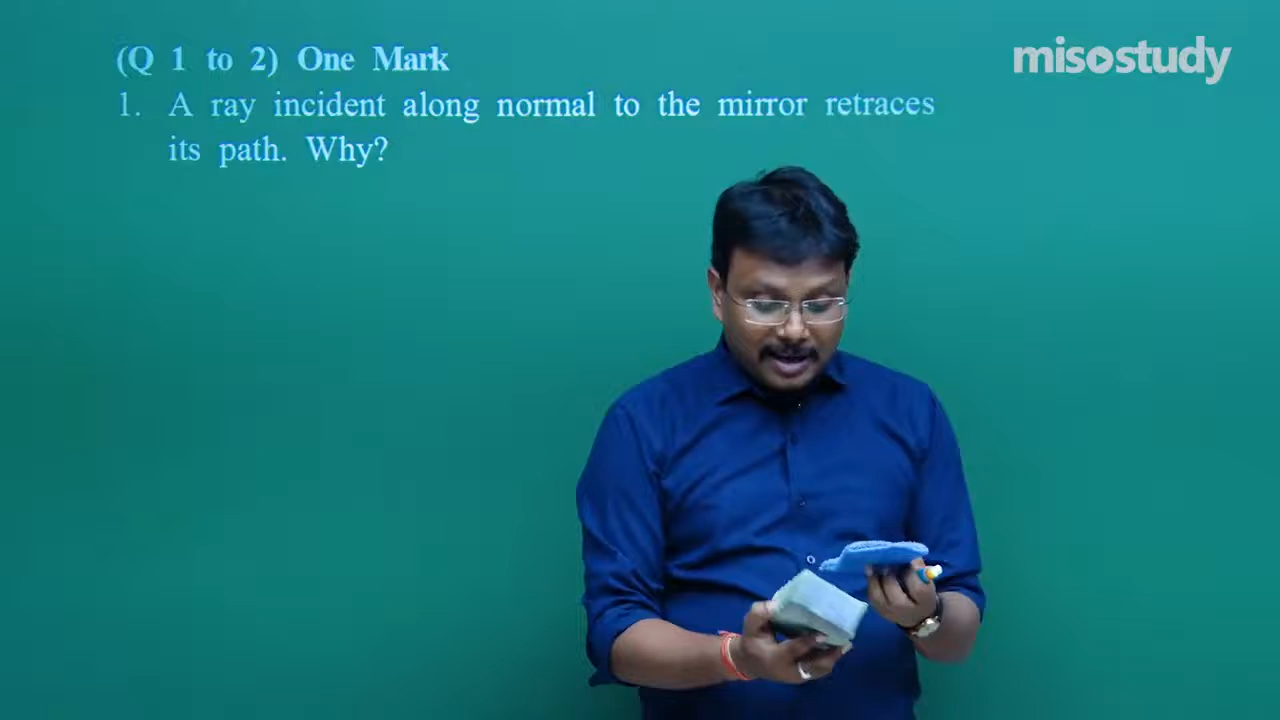 (Q 1 to 2) One Mark
misostudy
1. A ray incident along normal to the mirror retraces
its path. Why?